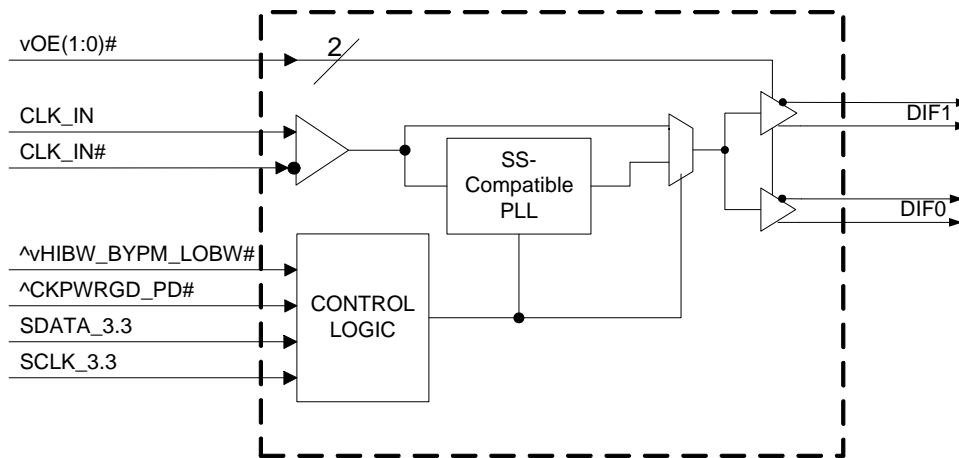 vOE(1:0)#
2
CLK_IN
CLK_IN#
SS-
Compatible
PLL
DIF1
DIF0
^vHIBW_BYPM_LOBW#
^CKPWRGD_PD#
SDATA_3.3
SCLK_3.3
CONTROL
LOGIC